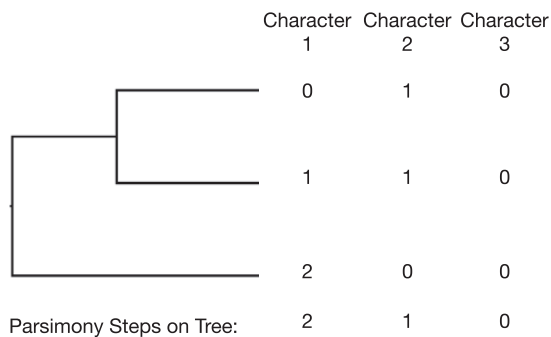 Character Character Character
1 2 3
0 1 0
1 1 0
2 0 0
Parsimony Steps on Tree: 2 1 0